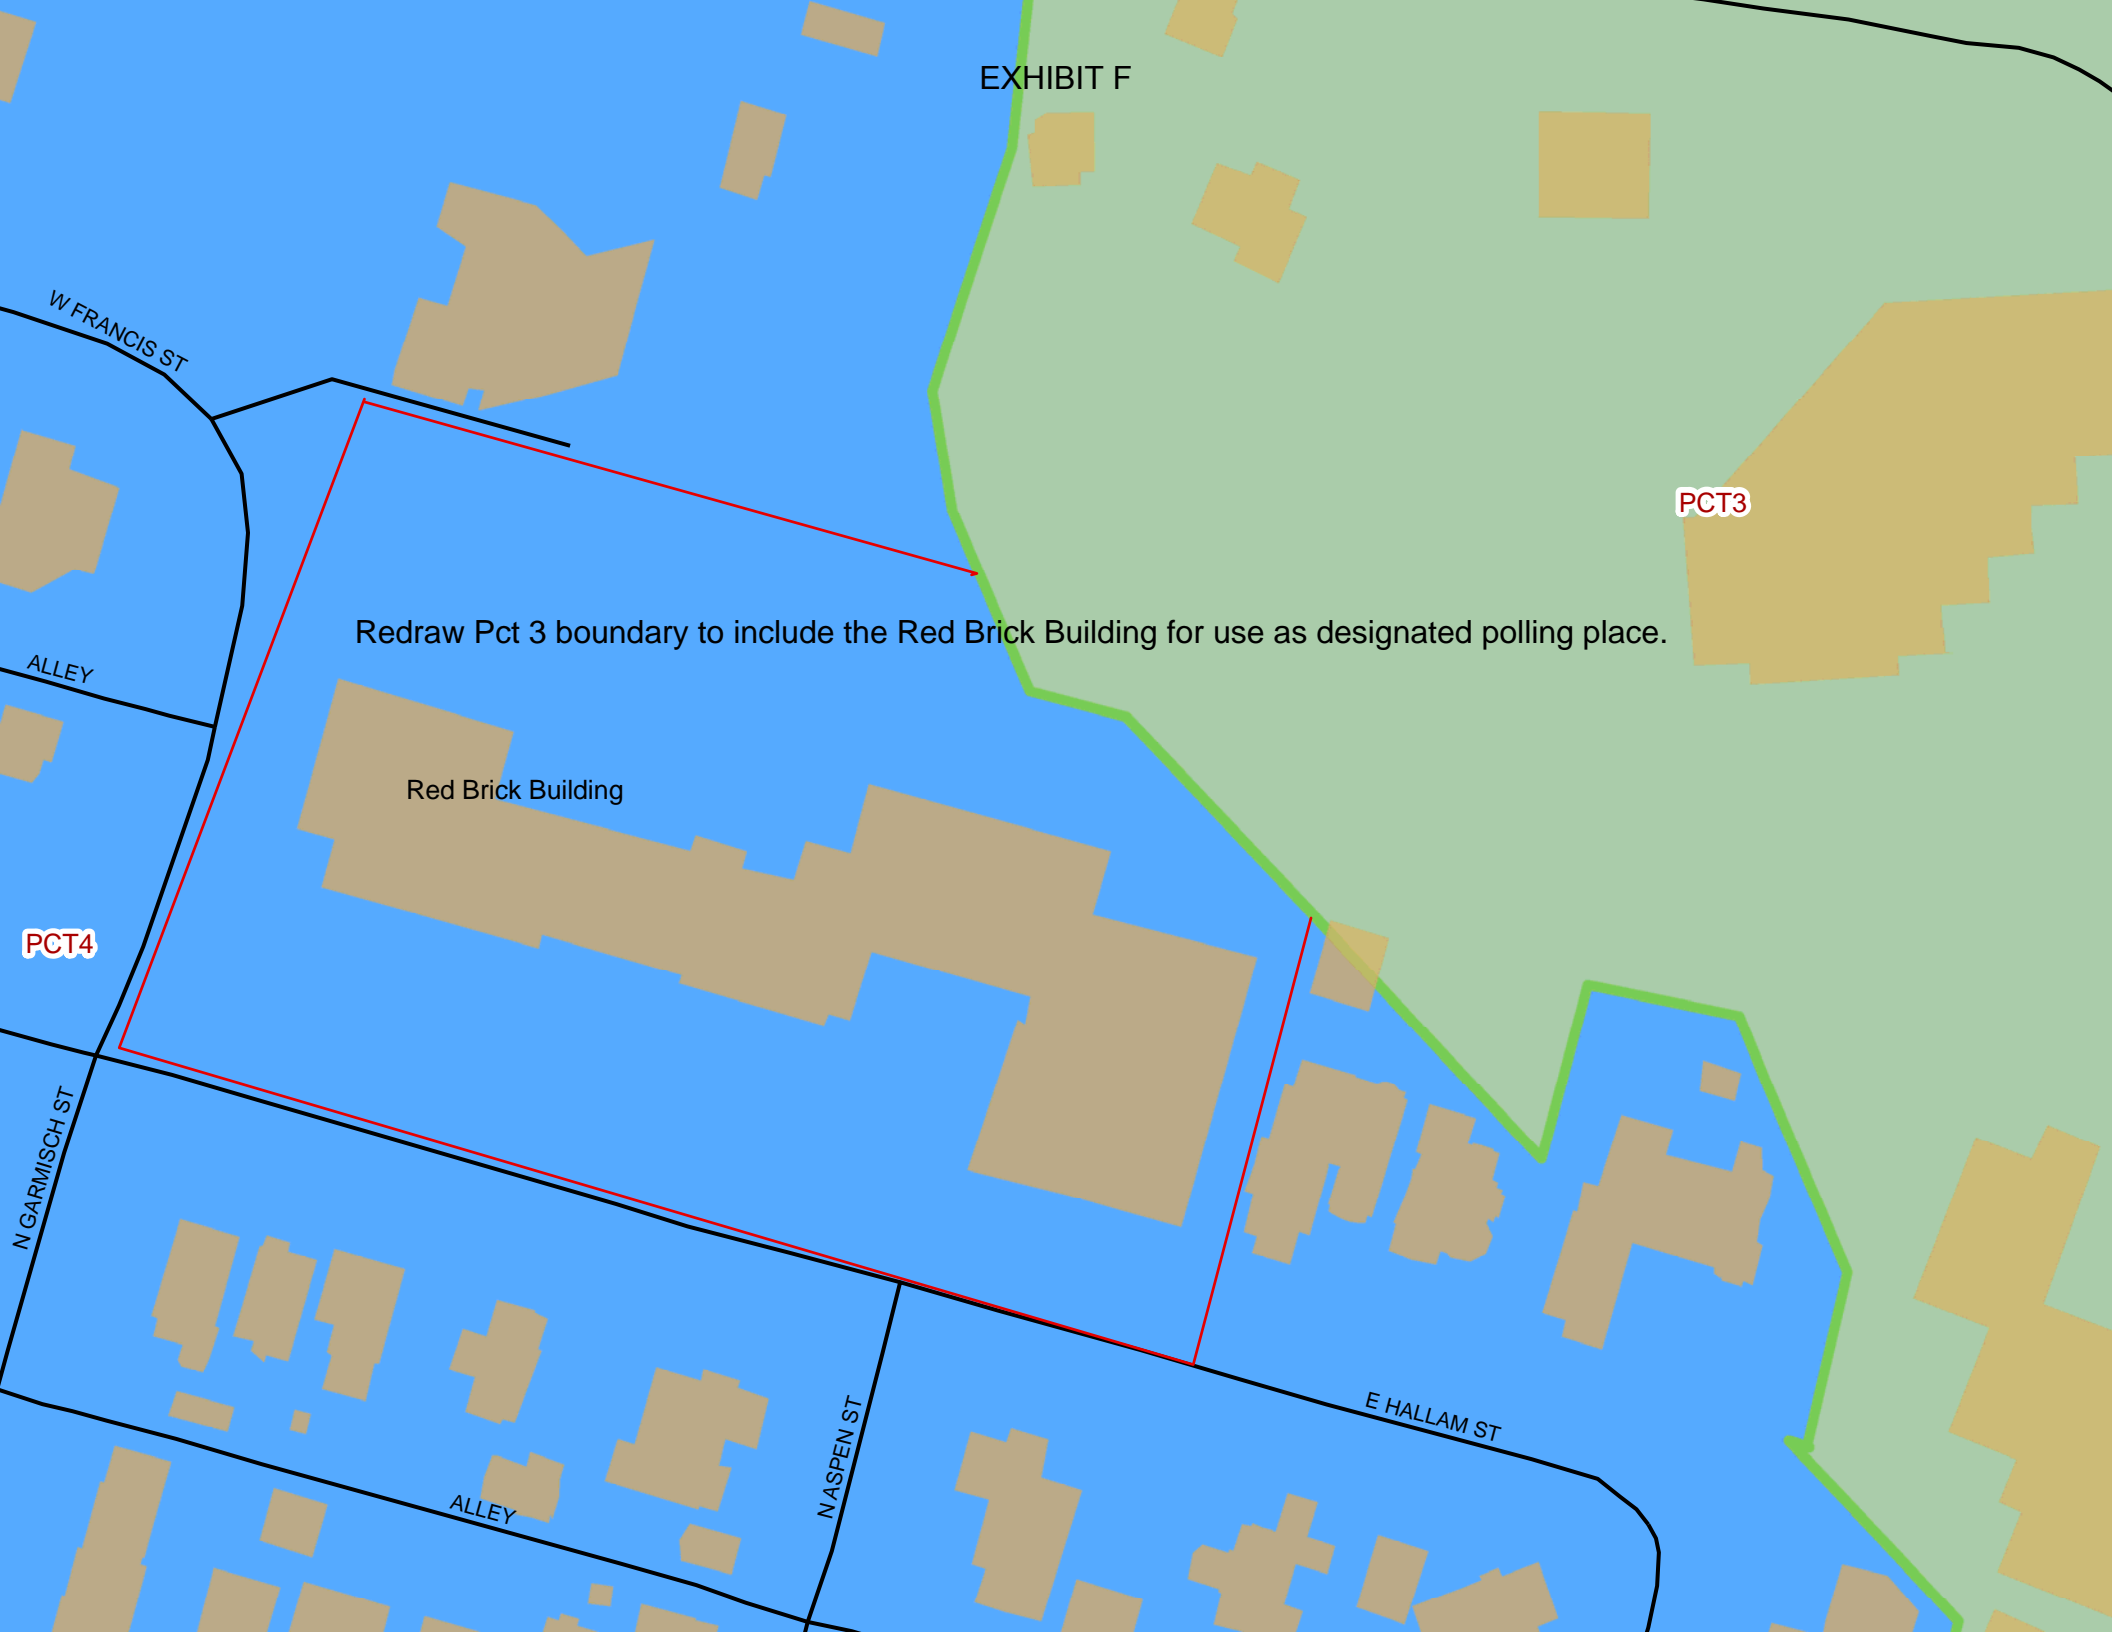 EXHIBIT F
W FRANCIS ST
PCT3
Redraw Pct 3 boundary to include the Red Brick Building for use as designated polling place.
ALLEY
Red Brick Building
PCT4
N GARMISCH ST
E HALLAM ST
N ASPEN ST
ALLEY